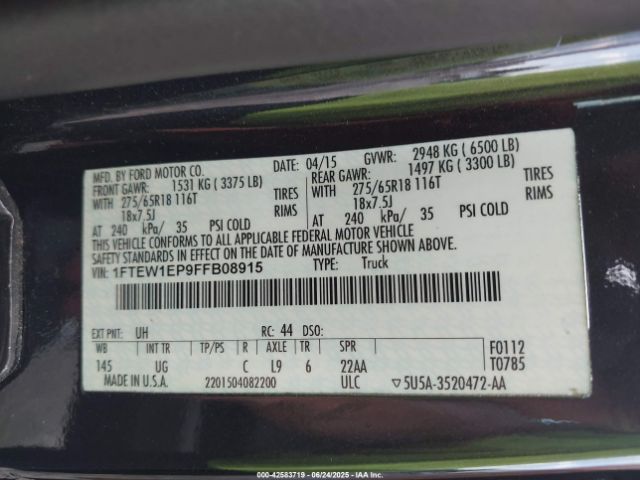 MFD. BY FORD MOTOR CO. DATE: 04/15 GVWR: 2948 KG ( 6500 LB)
FRONT GAWR: 1531 KG ( 3375 LB) REAR GAWR: 1497 KG ( 3300 LB)
WITH 275/65R18 116T TIRES WITH 275/65R18 116T TIRES
18x7.5J RIMS 18x7.5J RIMS
AT 240 kPa/ 35 PSI COLD AT 240 kPa/ 35 PSI COLD
THIS VEHICLE CONFORMS TO ALL APPLICABLE FEDERAL MOTOR VEHICLE
SAFETY STANDARDS IN EFFECT ON THE DATE OF MANUFACTURE SHOWN ABOVE.
VIN: 1FTEW1EP9FFB08915 TYPE: Truck
EXT PNT: UH RC: 44 DSO:
WB INT TR TP/PS R AXLE TR SPR F0112
145 UG C L9 6 22AA T0785
MADE IN U.S.A. 2201504082200 ULC ▽5U5A-3520472-AA
000-42583719 - 06/24/2025 - IAA Holdings, LLC.